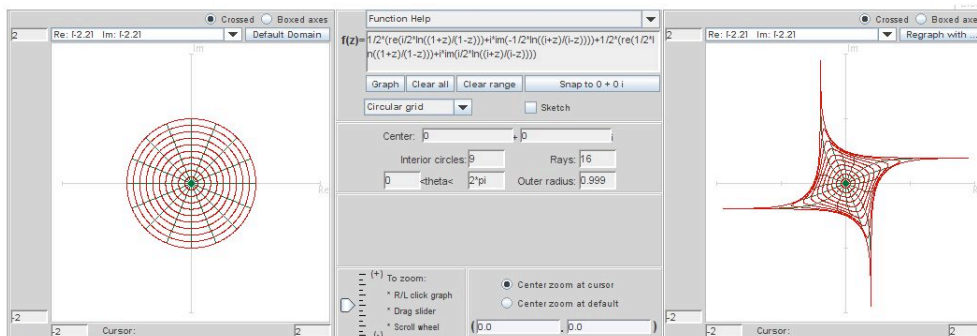 Crossed Boxed axes
2 Re: [-2.21 Im: [-2.21 Default Domain
Im
Re
-2
-2 Cursor: 2
Function Help
f(z)= 1/2*(re(i/2*ln((1+z)/(1-z)))+i*im(-1/2*ln((i+z)/(i-z))))+1/2*(re(1/2*l
n((1+z)/(1-z)))+i*im(i/2*ln((i+z)/(i-z))))
Graph Clear all Clear range Snap to 0 + 0 i
Circular grid Sketch
Center: 0 + 0 i
Interior circles: 9 Rays: 16
0 <theta< 2*pi Outer radius: 0.999
(+) To zoom:
* R/L click graph
* Drag slider
* Scroll wheel
(-)
Center zoom at cursor
Center zoom at default
( 0.0 , 0.0 )
Crossed Boxed axes
2 Re: [-2.21 Im: [-2.21 Regraph with ...
Im
-2
-2 Cursor: 2